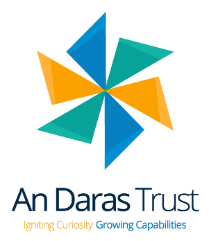 An Daras Trust
Igniting Curiosity Growing Capabilities